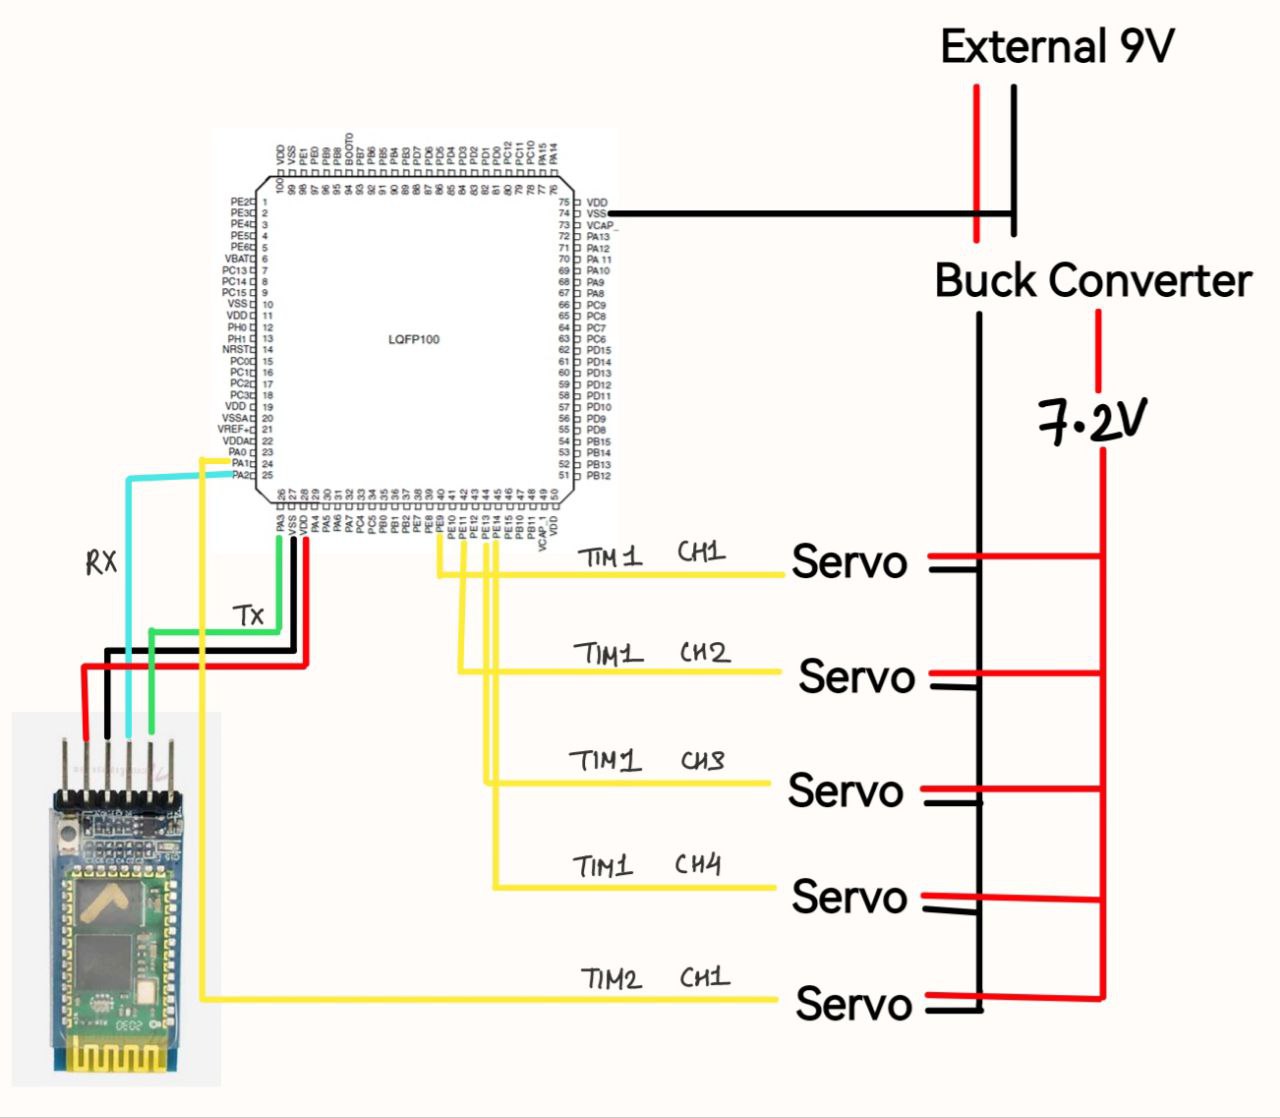 External 9V
VDD
VSS
PE1
PE0
PB9
PB8
BOOT0
PB7
PB6
PB5
PB4
PB3
PD7
PD6
PD5
PD4
PD3
PD2
PD1
PD0
PC12
PC11
PC10
PA15
PA14
100
99
98
97
96
95
94
93
92
91
90
89
88
87
86
85
84
83
82
81
80
79
78
77
76
PE2 1
PE3 2
PE4 3
PE5 4
PE6 5
VBAT 6
PC13 7
PC14 8
PC15 9
VSS 10
VDD 11
PH0 12
PH1 13
NRST 14
PC0 15
PC1 16
PC2 17
PC3 18
VDD 19
VSSA 20
VREF+ 21
VDDA 22
PA0 23
PA1 24
PA2 25
LQFP100
75 VDD
74 VSS
73 VCAP_
72 PA13
71 PA12
70 PA 11
69 PA10
68 PA9
67 PA8
66 PC9
65 PC8
64 PC7
63 PC6
62 PD15
61 PD14
60 PD13
59 PD12
58 PD11
57 PD10
56 PD9
55 PD8
54 PB15
53 PB14
52 PB13
51 PB12
26
27
28
29
30
31
32
33
34
35
36
37
38
39
40
41
42
43
44
45
46
47
48
49
50
PA3
VSS
VDD
PA4
PA5
PA6
PA7
PC4
PC5
PB0
PB1
PB2
PE7
PE8
PE9
PE10
PE11
PE12
PE13
PE14
PE15
PB10
PB11
VCAP_1
VDD
Buck Converter
7.2V
RX
Tx
TIM1 CH1 Servo
TIM1 CH2 Servo
TIM1 CH3 Servo
TIM1 CH4 Servo
TIM2 CH1 Servo